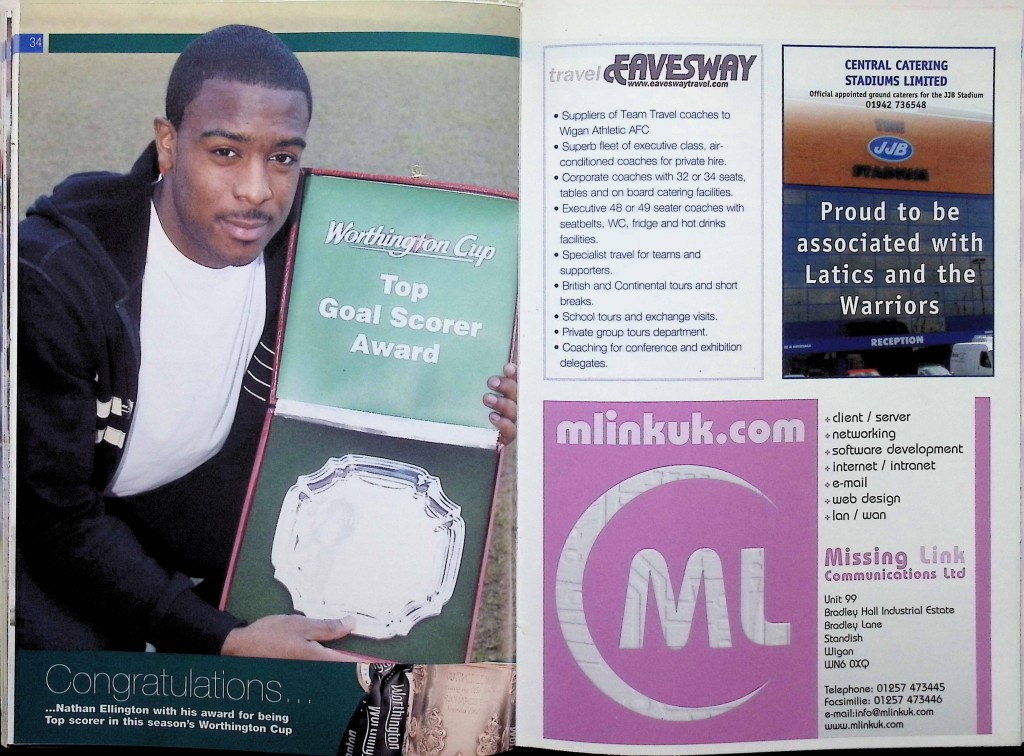 34
Worthington Cup
Top
Goal Scorer
Award
Congratulations...
...Nathan Ellington with his award for being
Top scorer in this season's Worthington Cup
Worthington
travel EAVESWAY
www.eaveswaytravel.com
• Suppliers of Team Travel coaches to
Wigan Athletic AFC
• Superb fleet of executive class, air-
conditioned coaches for private hire.
• Corporate coaches with 32 or 34 seats,
tables and on board catering facilities.
• Executive 48 or 49 seater coaches with
seatbelts, WC, fridge and hot drinks
facilities.
• Specialist travel for teams and
supporters.
• British and Continental tours and short
breaks.
• School tours and exchange visits.
• Private group tours department.
• Coaching for conference and exhibition
delegates.
CENTRAL CATERING
STADIUMS LIMITED
Official appointed ground caterers for the JJB Stadium
01942 736548
THE
JJB
STADIUM
Proud to be
associated with
Latics and the
Warriors
RECEPTION
mlinkuk.com
ML
client / server
networking
software development
internet / intranet
e-mail
web design
lan / wan
Missing Link
Communications Ltd
Unit 99
Bradley Hall Industrial Estate
Bradley Lane
Standish
Wigan
WN6 0XQ
Telephone: 01257 473445
Facsimilie: 01257 473446
e-mail:info@mlinkuk.com
www.mlinkuk.com